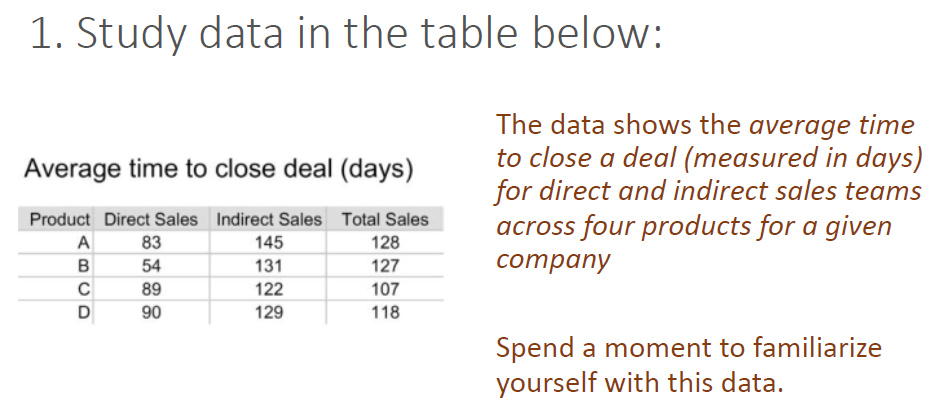 1. Study data in the table below:
The data shows the average time
to close a deal (measured in days)
for direct and indirect sales teams
across four products for a given
company
Average time to close deal (days)
Product Direct Sales Indirect Sales Total Sales
A 83 145 128
B 54 131 127
C 89 122 107
D 90 129 118
Spend a moment to familiarize
yourself with this data.